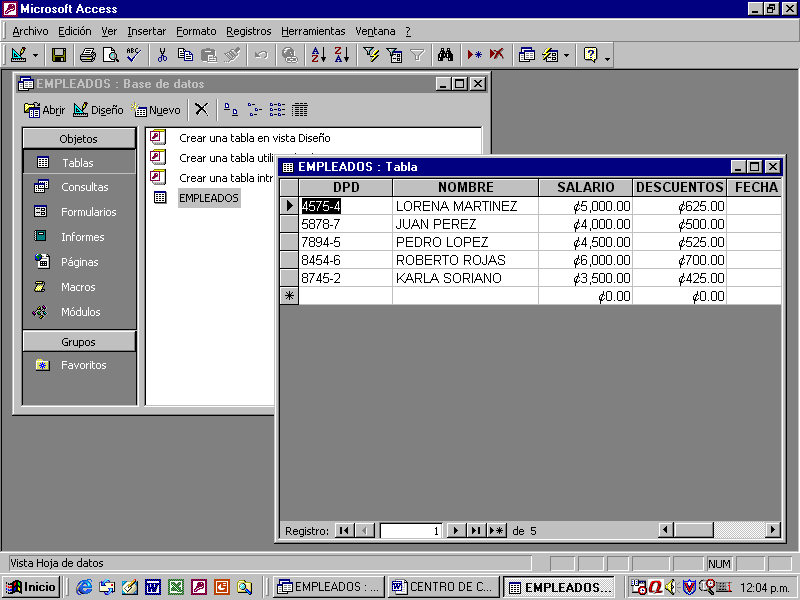 Microsoft Access
Archivo Edición Ver Insertar Formato Registros Herramientas Ventana ?
EMPLEADOS : Base de datos
Abrir Diseño Nuevo
Objetos
Tablas
Consultas
Formularios
Informes
Páginas
Macros
Módulos
Grupos
Favoritos
Crear una tabla en vista Diseño
Crear una tabla
Crear una tabla
EMPLEADOS
EMPLEADOS : Tabla
DPD NOMBRE SALARIO DESCUENTOS FECHA
4575-4 LORENA MARTINEZ ¢5,000.00 ¢625.00
5878-7 JUAN PEREZ ¢4,000.00 ¢500.00
7894-5 PEDRO LOPEZ ¢4,500.00 ¢525.00
8454-6 ROBERTO ROJAS ¢6,000.00 ¢700.00
8745-2 KARLA SORIANO ¢3,500.00 ¢425.00
¢0.00 ¢0.00
Registro: 1 de 5
Vista Hoja de datos NUM
Inicio EMPLEADOS : ... CENTRO DE C... EMPLEADOS... 12:04 p.m.